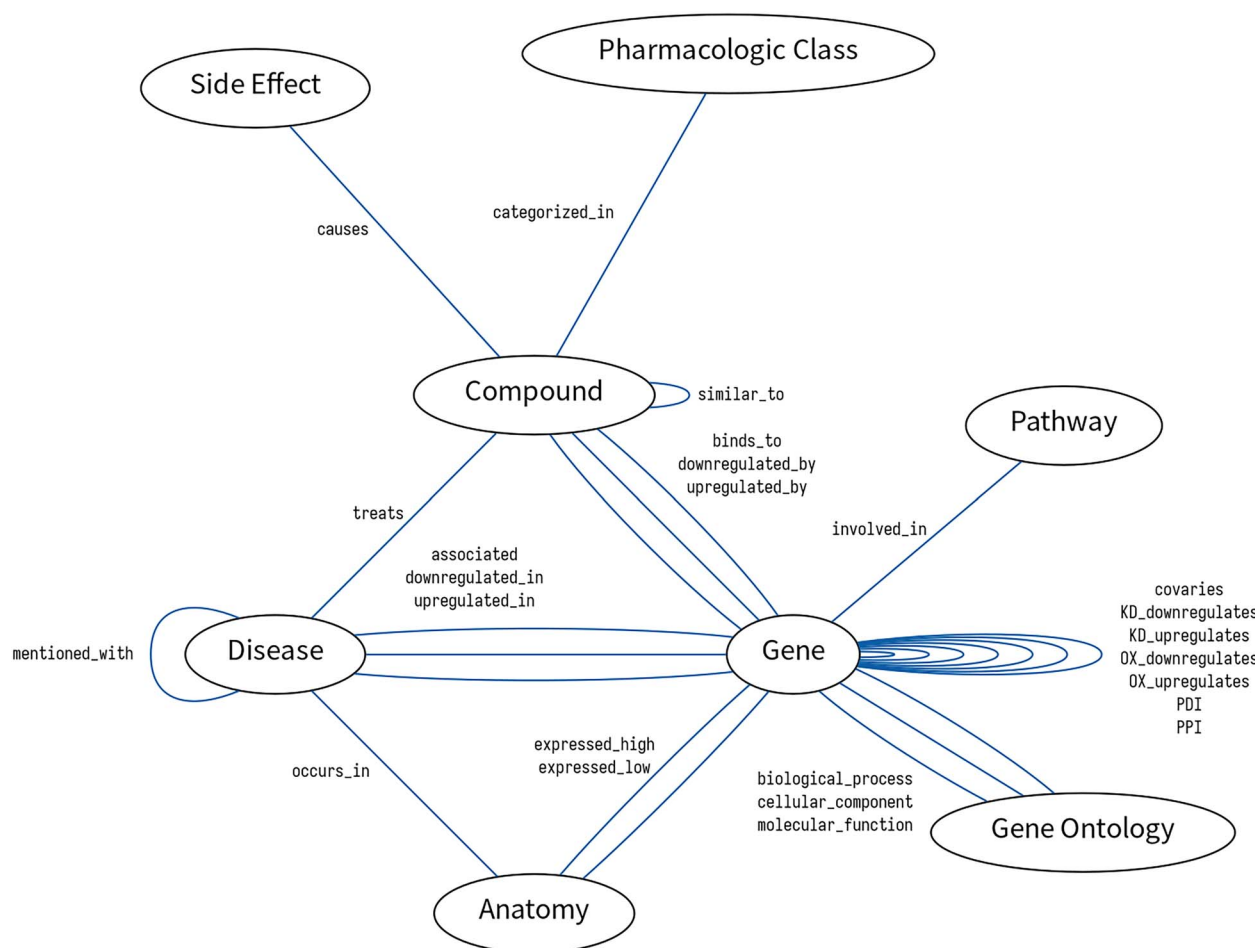 Pharmacologic Class
Side Effect
categorized_in
causes
Compound
similar_to
Pathway
binds_to
downregulated_by
upregulated_by
treats
involved_in
associated
downregulated_in
upregulated_in
covaries
KD_downregulates
KD_upregulates
OX_downregulates
OX_upregulates
PDI
PPI
mentioned_with
Disease
Gene
expressed_high
expressed_low
occurs_in
biological_process
cellular_component
molecular_function
Gene Ontology
Anatomy